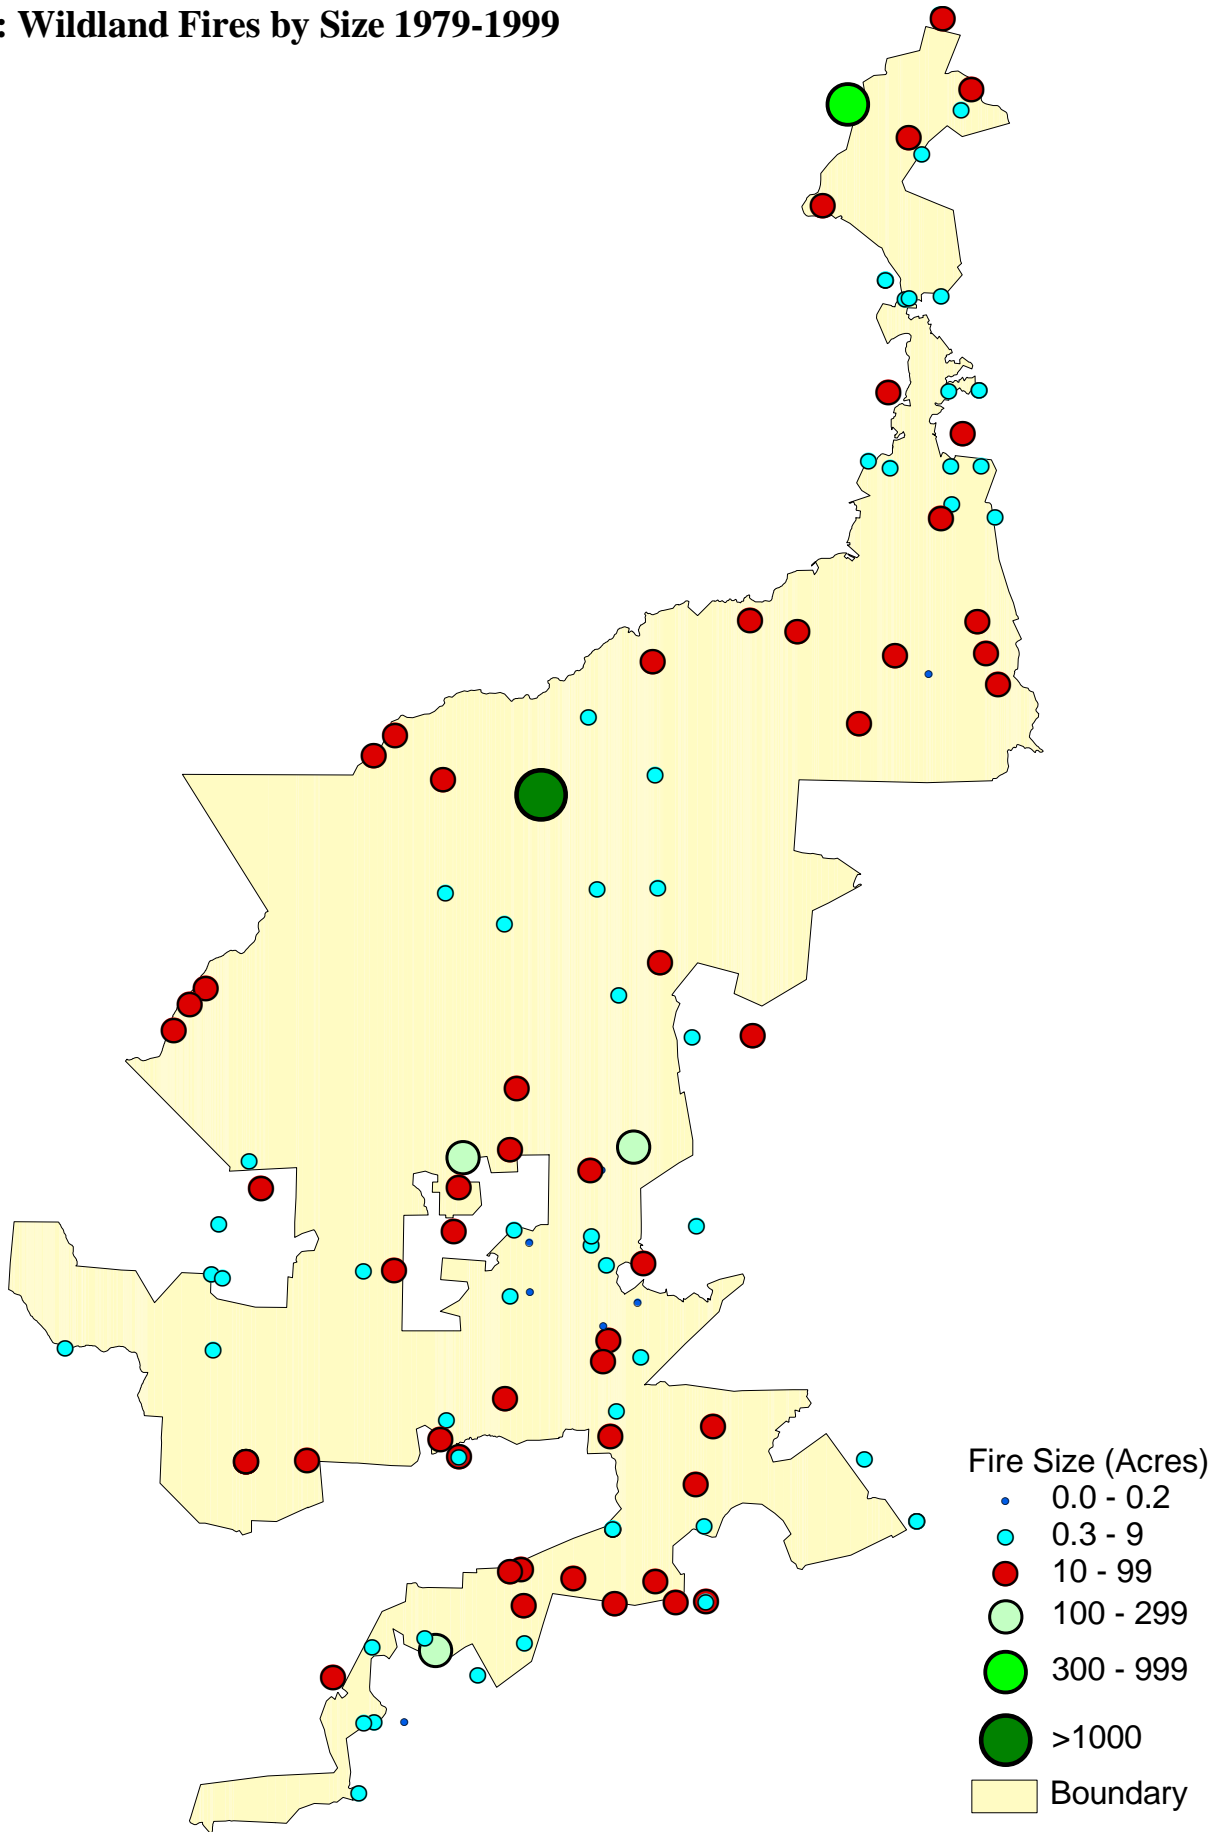 : Wildland Fires by Size 1979-1999
Fire Size (Acres)
0.0 - 0.2
0.3 - 9
10 - 99
100 - 299
300 - 999
>1000
Boundary